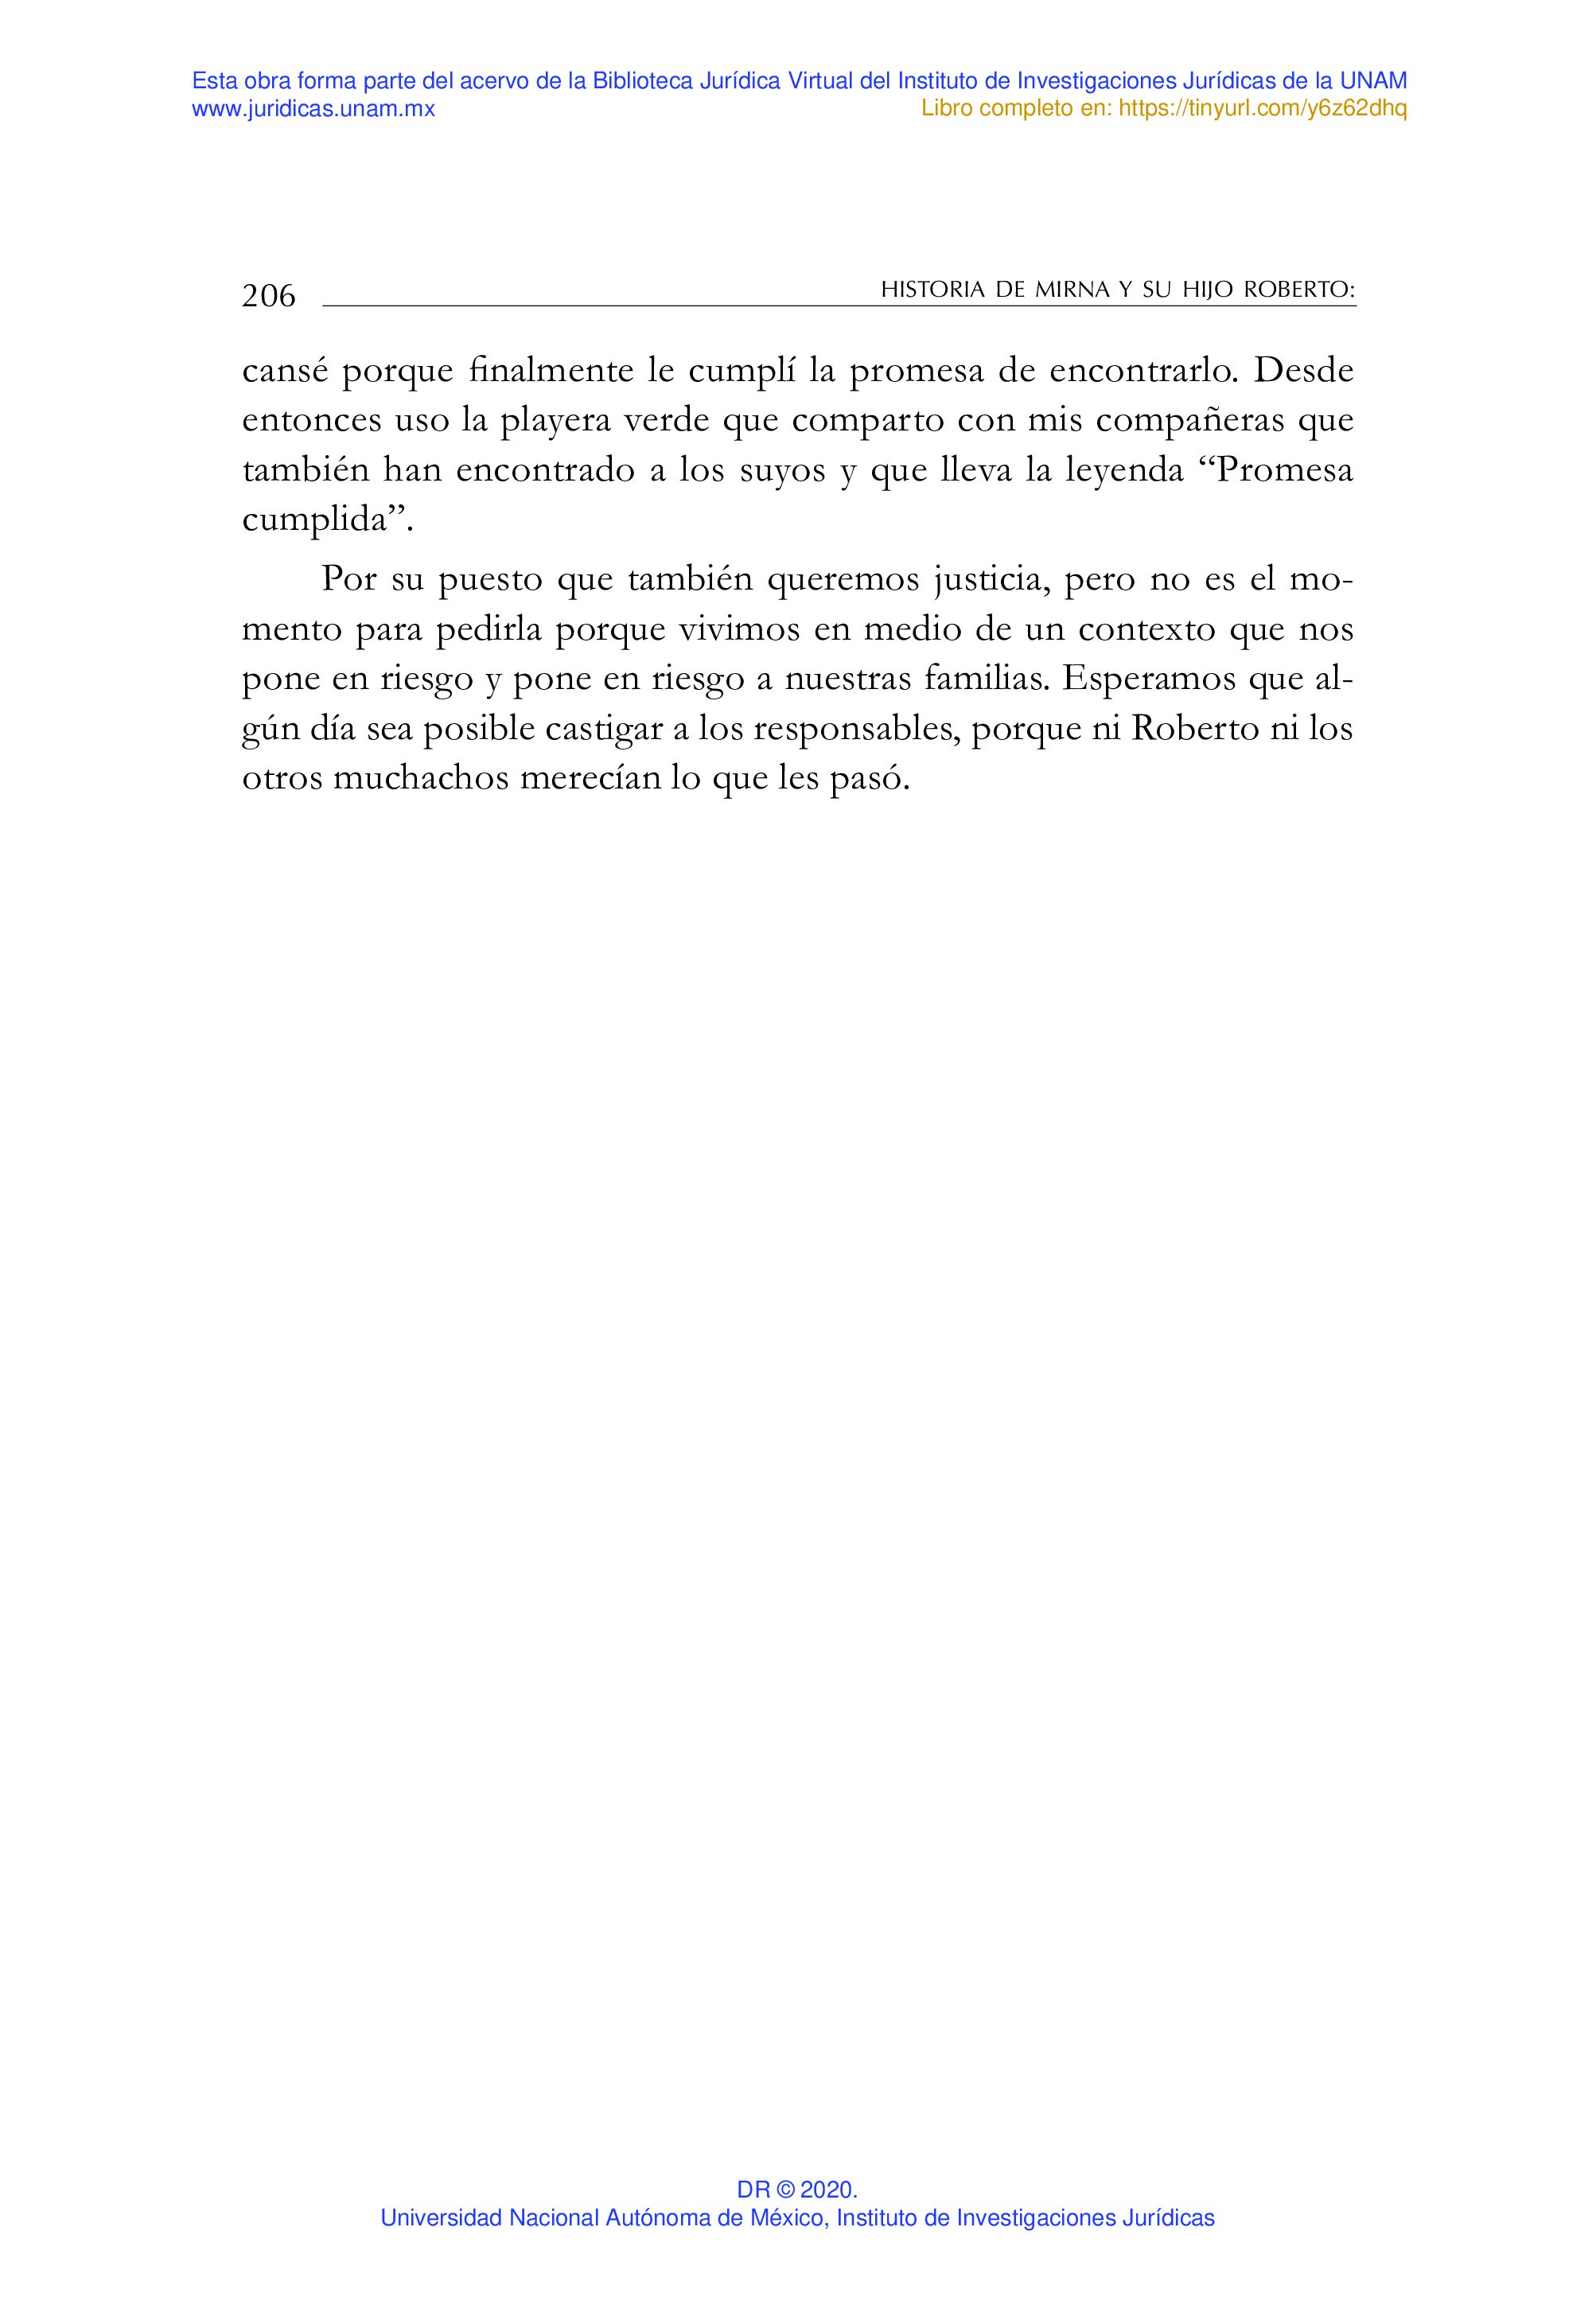 Esta obra forma parte del acervo de la Biblioteca Jurídica Virtual del Instituto de Investigaciones Jurídicas de la UNAM
www.juridicas.unam.mx Libro completo en: https://tinyurl.com/y6z62dhq
206 HISTORIA DE MIRNA Y SU HIJO ROBERTO:
cansé porque finalmente le cumplí la promesa de encontrarlo. Desde
entonces uso la playera verde que comparto con mis compañeras que
también han encontrado a los suyos y que lleva la leyenda “Promesa
cumplida”.
Por su puesto que también queremos justicia, pero no es el mo-
mento para pedirla porque vivimos en medio de un contexto que nos
pone en riesgo y pone en riesgo a nuestras familias. Esperamos que al-
gún día sea posible castigar a los responsables, porque ni Roberto ni los
otros muchachos merecían lo que les pasó.
DR © 2020.
Universidad Nacional Autónoma de México, Instituto de Investigaciones Jurídicas